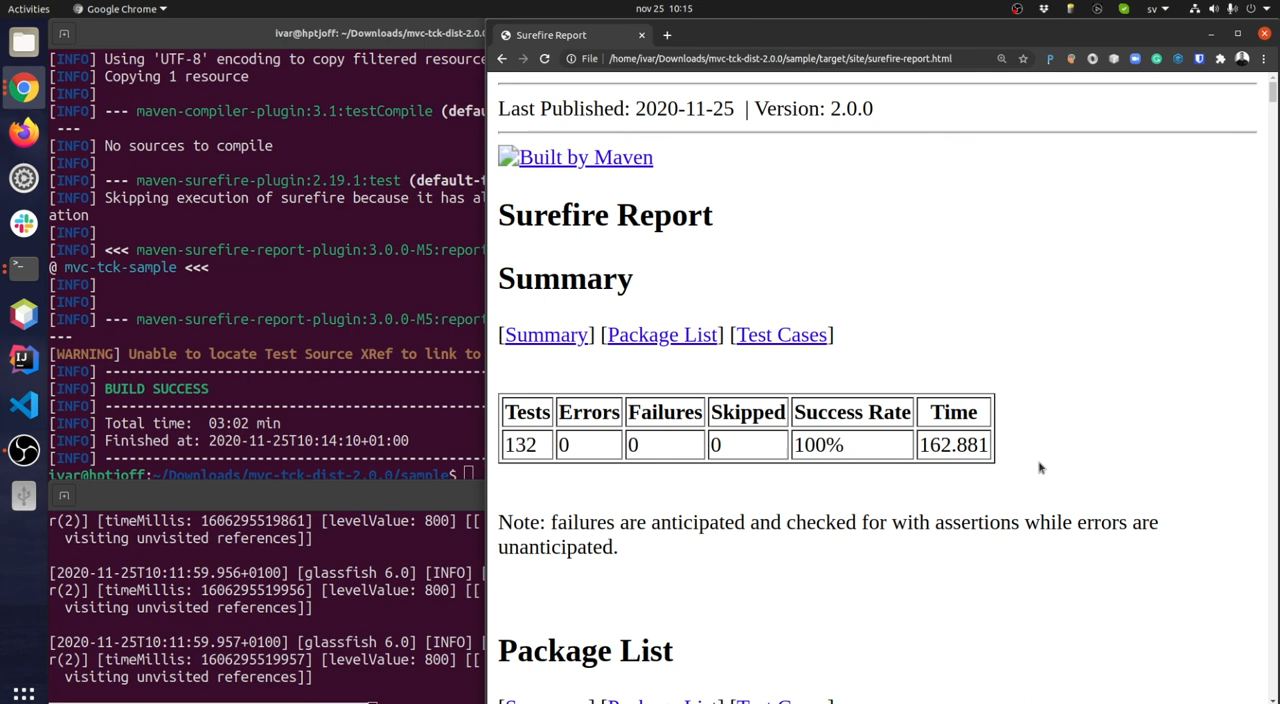 Activities
Google Chrome
nov 25 10:15
sv
ivar@hptjoff: ~/Downloads/mvc-tck-dist-2.0.0
[INFO] Using 'UTF-8' encoding to copy filtered resource
[INFO] Copying 1 resource
[INFO]
[INFO] --- maven-compiler-plugin:3.1:testCompile (defau
---
[INFO] No sources to compile
[INFO]
[INFO] --- maven-surefire-plugin:2.19.1:test (default-t
[INFO] Skipping execution of surefire because it has al
ation
[INFO]
[INFO] <<< maven-surefire-report-plugin:3.0.0-M5:report
@ mvc-tck-sample <<<
[INFO]
[INFO]
[INFO] --- maven-surefire-report-plugin:3.0.0-M5:report
---
[WARNING] Unable to locate Test Source XRef to link to
[INFO] ------------------------------------------------
[INFO] BUILD SUCCESS
[INFO] ------------------------------------------------
[INFO] Total time:  03:02 min
[INFO] Finished at: 2020-11-25T10:14:10+01:00
[INFO] ------------------------------------------------
ivar@hptjoff:~/Downloads/mvc-tck-dist-2.0.0/sample$
r(2)] [timeMillis: 1606295519861] [levelValue: 800] [[
visiting unvisited references]]
[2020-11-25T10:11:59.956+0100] [glassfish 6.0] [INFO] [
r(2)] [timeMillis: 1606295519956] [levelValue: 800] [[
visiting unvisited references]]
[2020-11-25T10:11:59.957+0100] [glassfish 6.0] [INFO] [
r(2)] [timeMillis: 1606295519957] [levelValue: 800] [[
visiting unvisited references]]
Surefire Report
File | /home/ivar/Downloads/mvc-tck-dist-2.0.0/sample/target/site/surefire-report.html
Last Published: 2020-11-25 | Version: 2.0.0
Built by Maven
Surefire Report
Summary
[Summary] [Package List] [Test Cases]
Tests Errors Failures Skipped Success Rate Time
132 0 0 0 100% 162.881
Note: failures are anticipated and checked for with assertions while errors are
unanticipated.
Package List
[Summary] [Package List] [Test Cases]